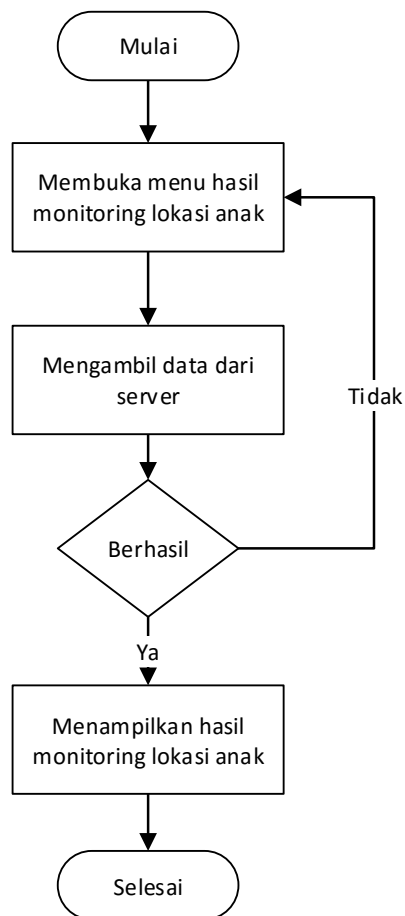 Mulai
Membuka menu hasil
monitoring lokasi anak
Mengambil data dari
server
Tidak
Berhasil
Ya
Menampilkan hasil
monitoring lokasi anak
Selesai